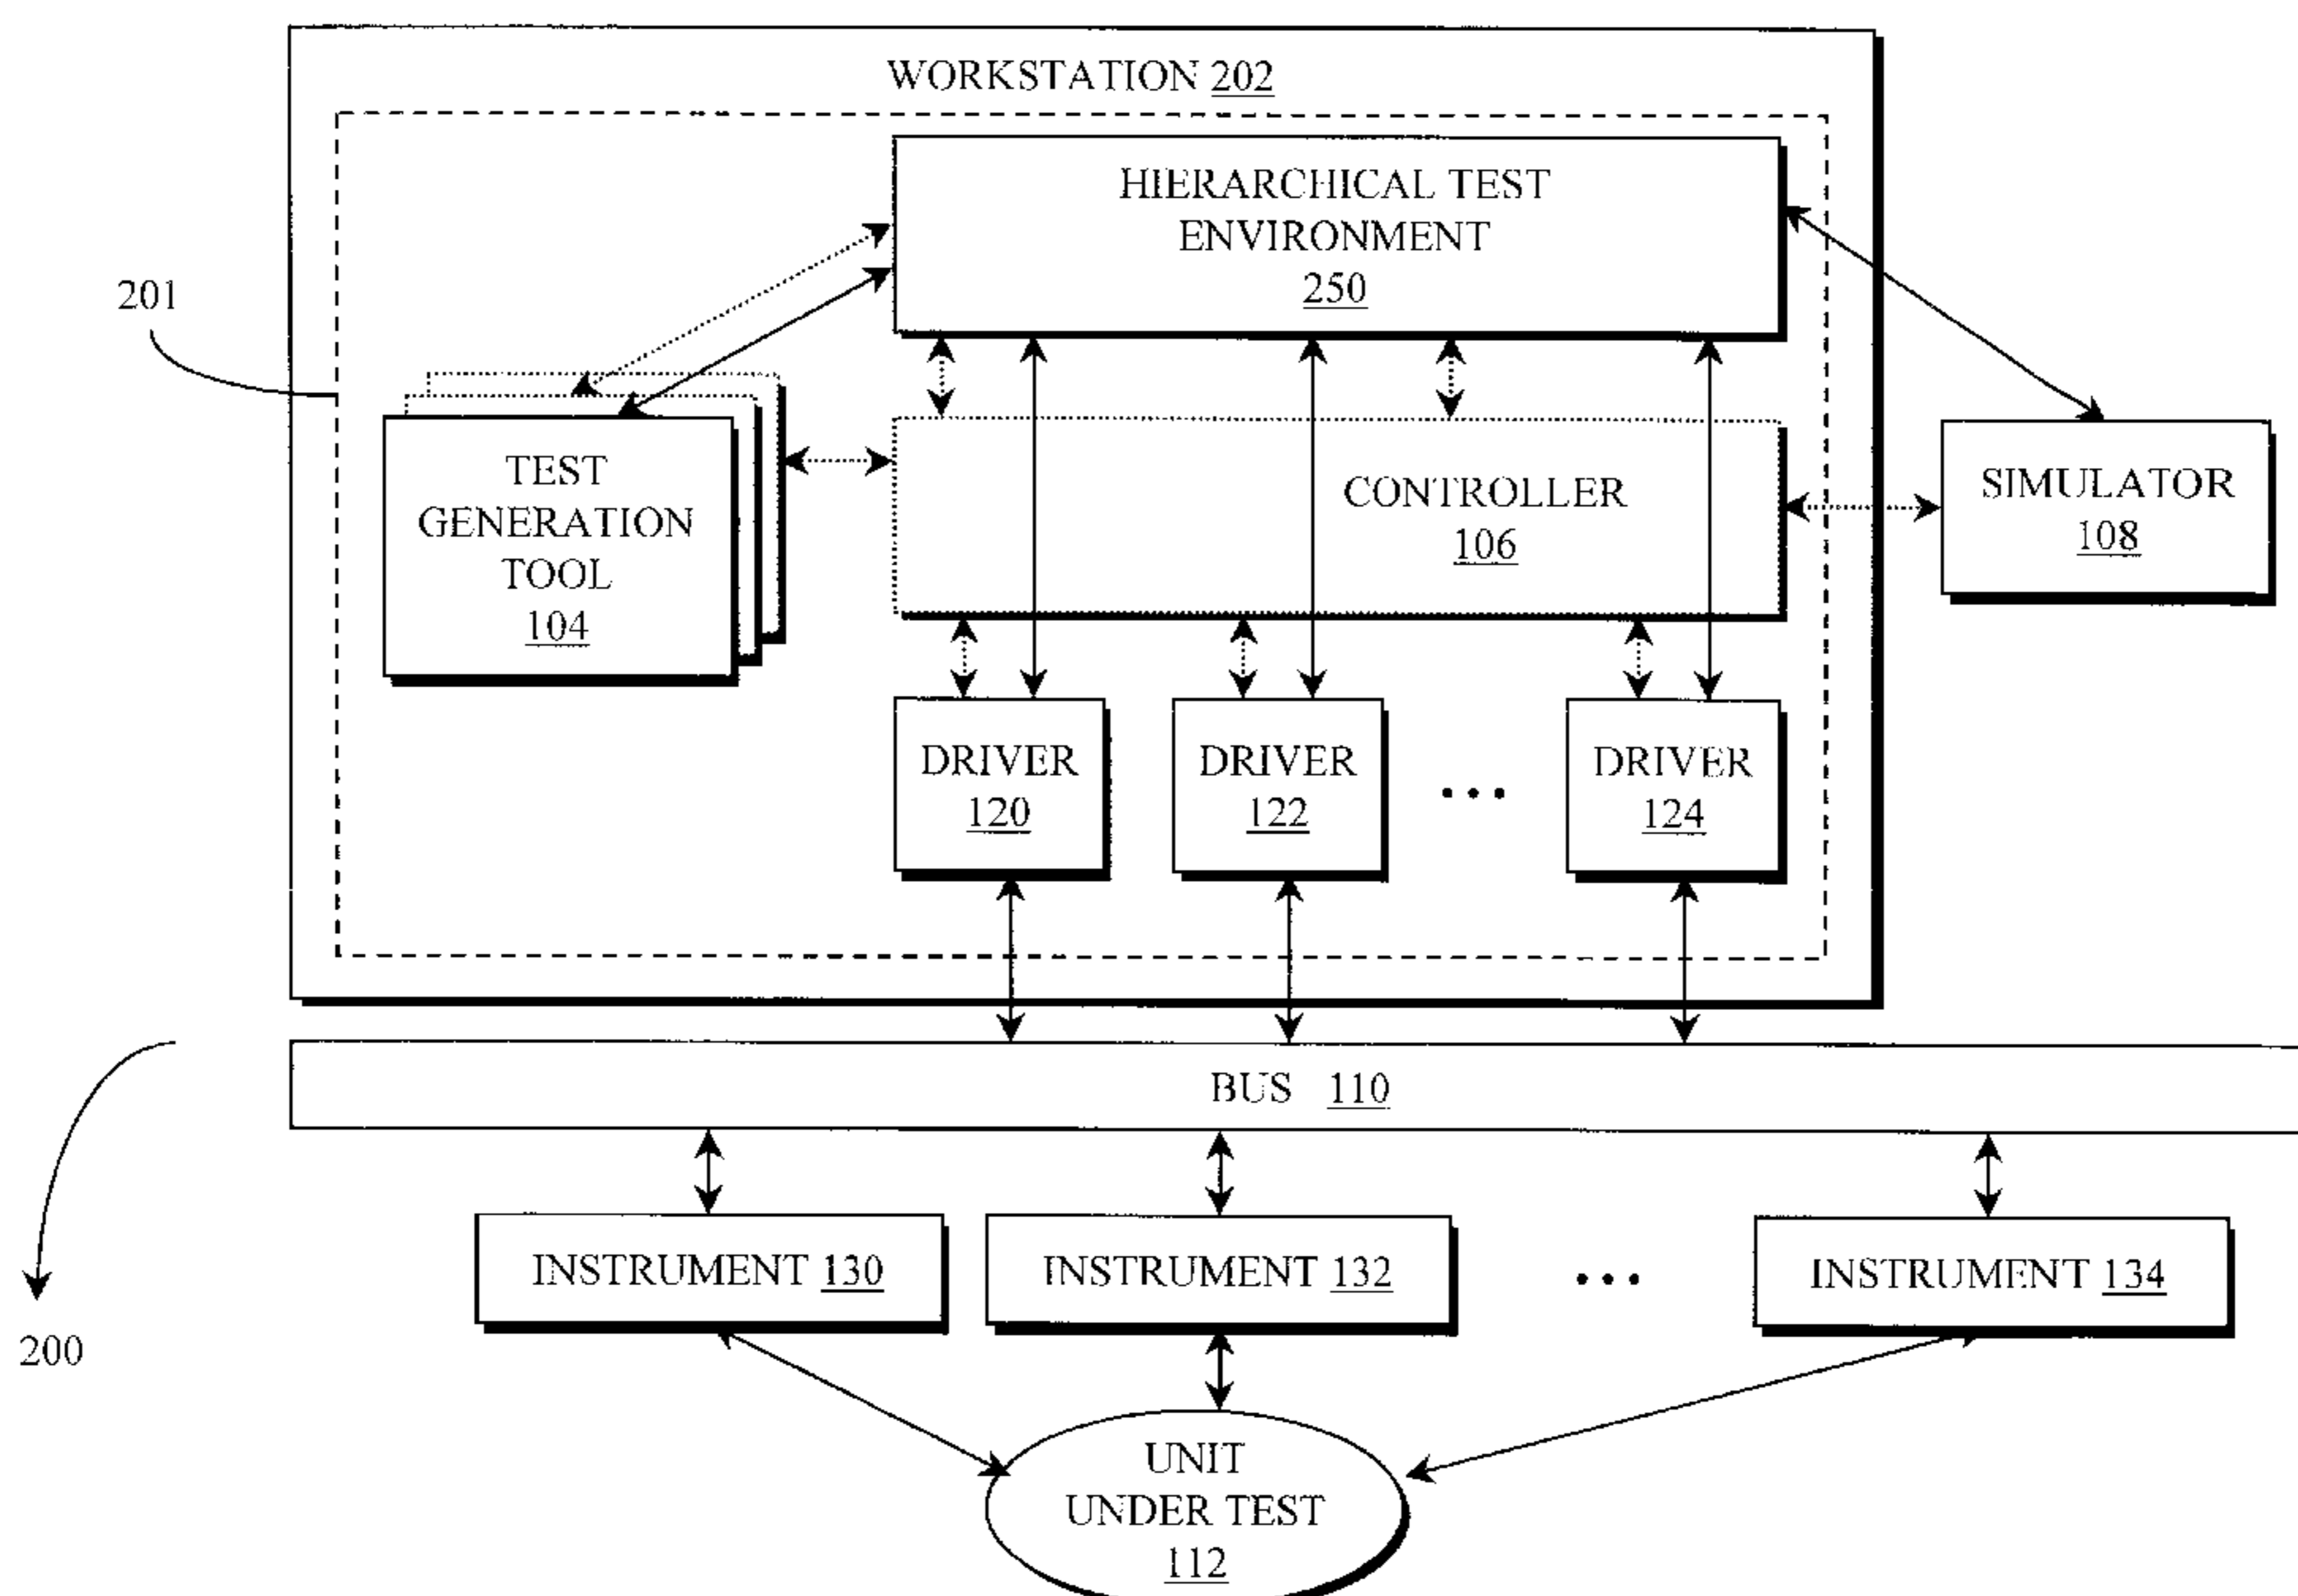 WORKSTATION 202
HIERARCHICAL TEST
ENVIRONMENT
250
201
TEST
GENERATION
TOOL
104
CONTROLLER
106
SIMULATOR
108
DRIVER
120
DRIVER
122
...
DRIVER
124
BUS 110
INSTRUMENT 130
INSTRUMENT 132
...
INSTRUMENT 134
200
UNIT
UNDER TEST
112